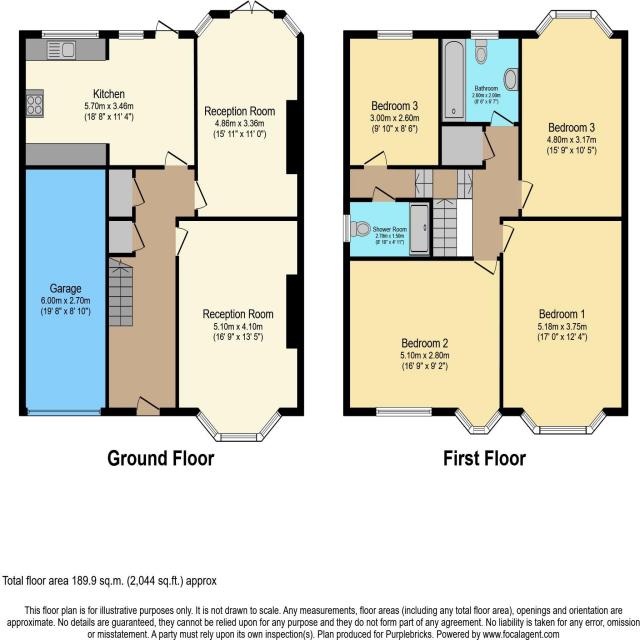 Kitchen
5.70m x 3.46m
(18' 8" x 11' 4")
Reception Room
4.86m x 3.36m
(15' 11" x 11' 0")
Garage
6.00m x 2.70m
(19' 8" x 8' 10")
Reception Room
5.10m x 4.10m
(16' 9" x 13' 5")
Ground Floor
Bedroom 3
3.00m x 2.60m
(9' 10" x 8' 6")
Bathroom
2.60m x 2.00m
(8' 6" x 6' 7")
Bedroom 3
4.80m x 3.17m
(15' 9" x 10' 5")
Shower Room
2.70m x 1.50m
(8' 10" x 4' 11")
Bedroom 2
5.10m x 2.80m
(16' 9" x 9' 2")
Bedroom 1
5.18m x 3.75m
(17' 0" x 12' 4")
First Floor
Total floor area 189.9 sq.m. (2,044 sq.ft.) approx
This floor plan is for illustrative purposes only. It is not drawn to scale. Any measurements, floor areas (including any total floor area), openings and orientation are
approximate. No details are guaranteed, they cannot be relied upon for any purpose and they do not form part of any agreement. No liability is taken for any error, omission
or misstatement. A party must rely upon its own inspection(s). Plan produced for Purplebricks. Powered by www.focalagent.com